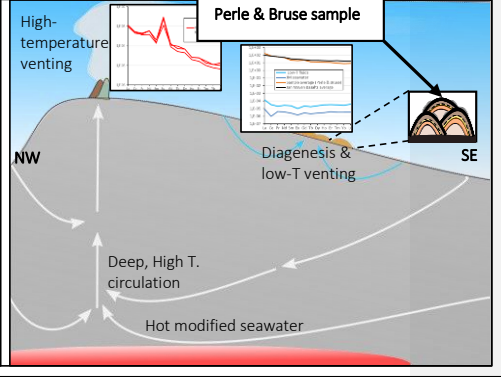 Perle & Bruse sample
High-
temperature
venting
NW
SE
Diagenesis &
low-T venting
Deep, High T.
circulation
Hot modified seawater